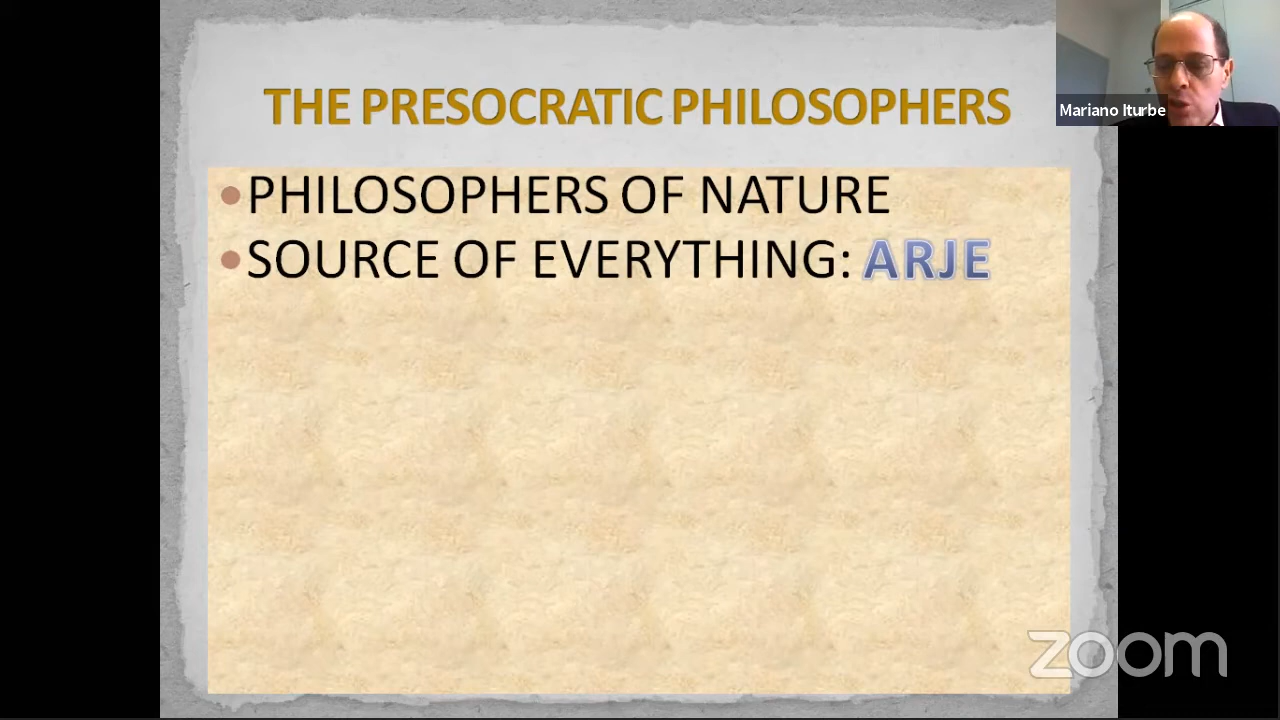 THE PRESOCRATIC PHILOSOPHERS
Mariano Iturbe
•PHILOSOPHERS OF NATURE
•SOURCE OF EVERYTHING: ARJE
zoom